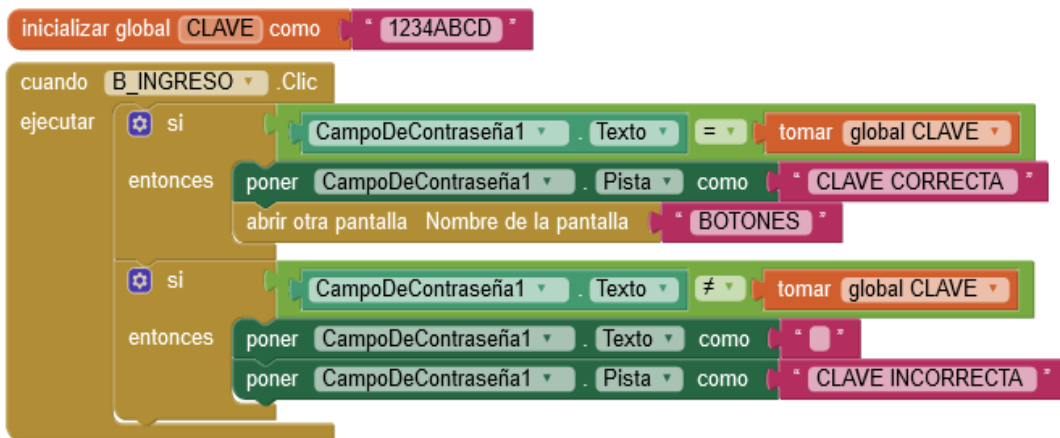 inicializar global CLAVE como " 1234ABCD "
cuando B_INGRESO .Clic
ejecutar si CampoDeContraseña1 . Texto = tomar global CLAVE
entonces poner CampoDeContraseña1 . Pista como " CLAVE CORRECTA "
abrir otra pantalla Nombre de la pantalla " BOTONES "
si CampoDeContraseña1 . Texto ≠ tomar global CLAVE
entonces poner CampoDeContraseña1 . Texto como " "
poner CampoDeContraseña1 . Pista como " CLAVE INCORRECTA "